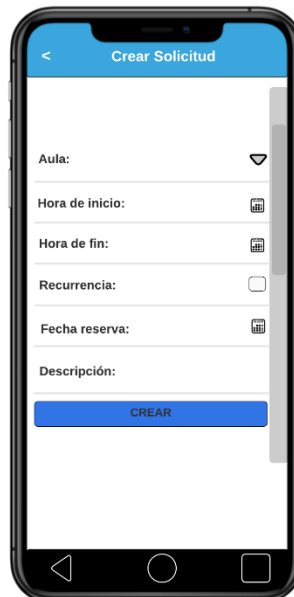 < Crear Solicitud
Aula:
Hora de inicio:
Hora de fin:
Recurrencia:
Fecha reserva:
Descripción:
CREAR